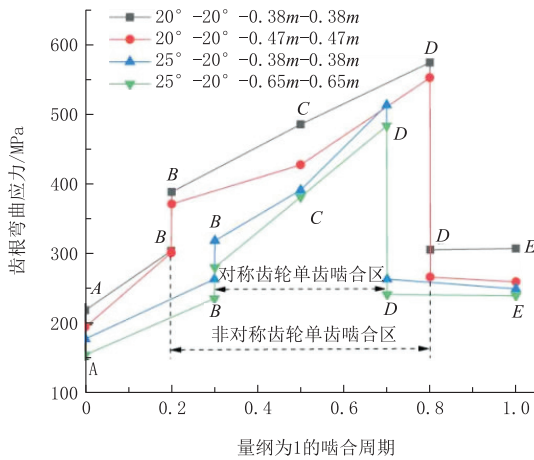 20° -20° -0.38m-0.38m
20° -20° -0.47m-0.47m
25° -20° -0.38m-0.38m
25° -20° -0.65m-0.65m
齿根弯曲应力/MPa
600
500
400
300
200
100
A
A
B
B
B
B
C
C
D
D
D
D
E
E
对称齿轮单齿啮合区
非对称齿轮单齿啮合区
0
0.2
0.4
0.6
0.8
1.0
量纲为1的啮合周期